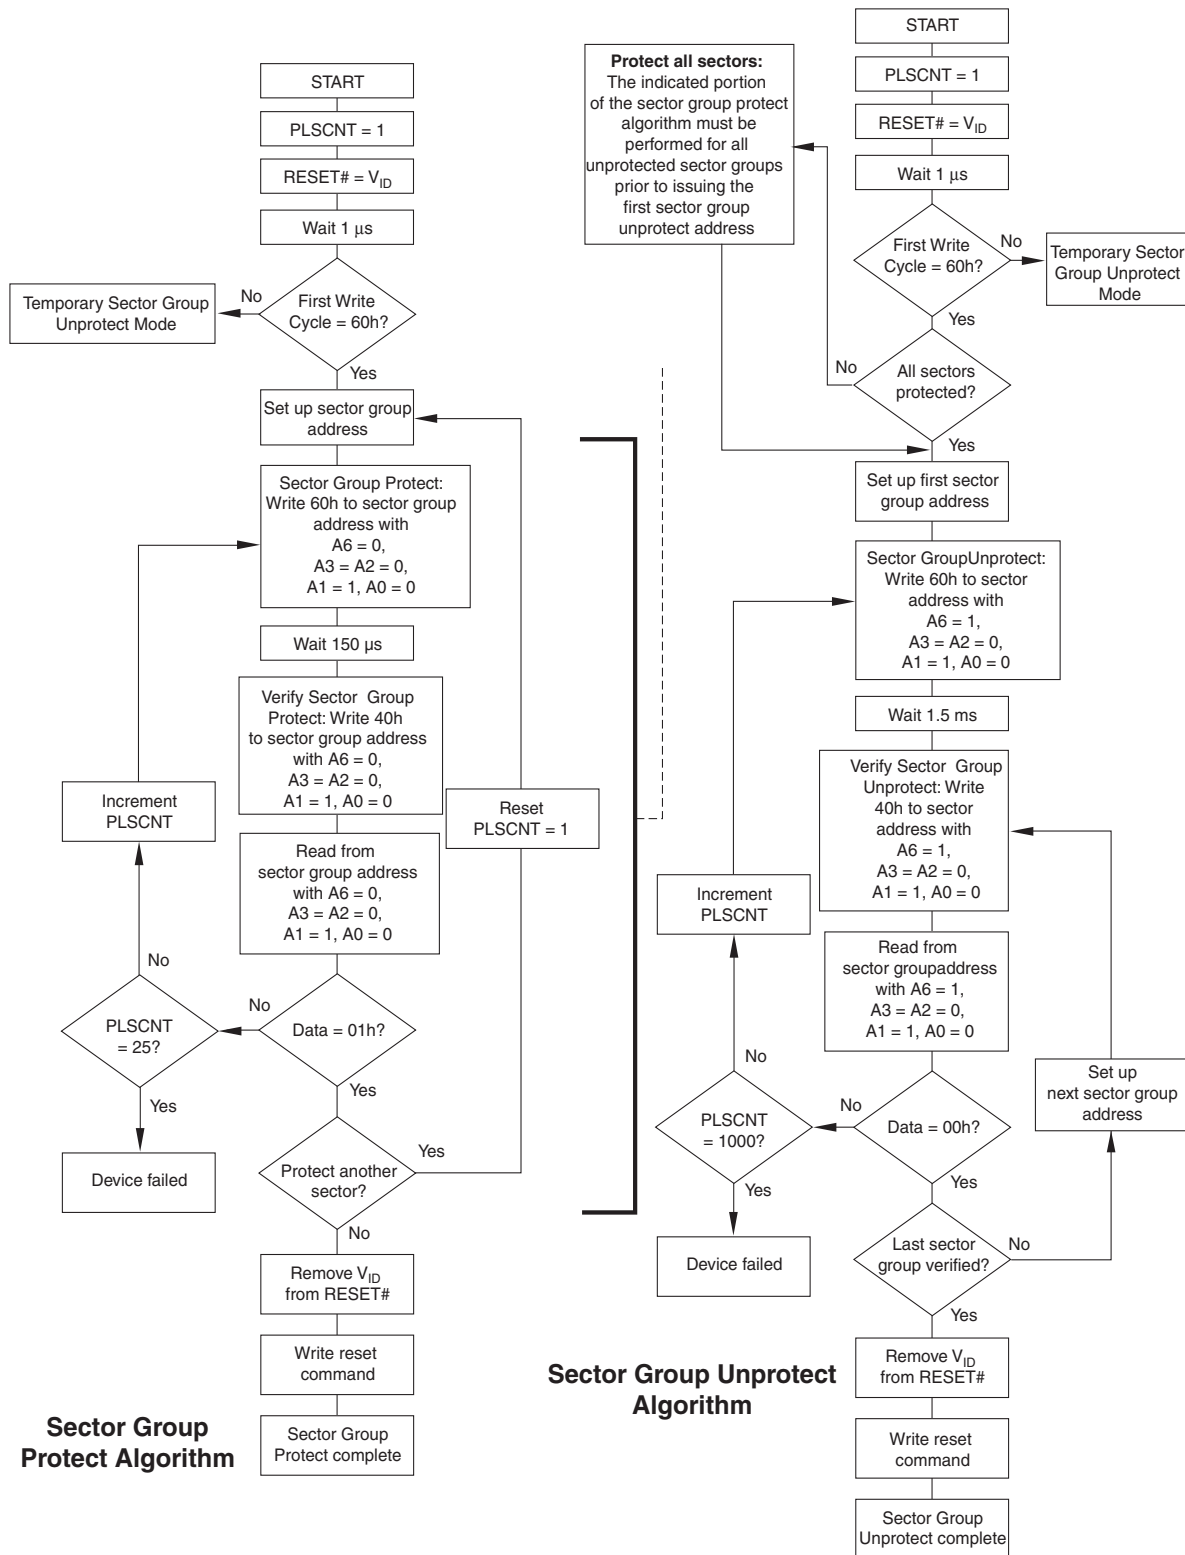 START
PLSCNT = 1
RESET# = VID
Wait 1 μs
First Write
Cycle = 60h?
No
Temporary Sector Group
Unprotect Mode
Yes
Set up sector group
address
Sector Group Protect:
Write 60h to sector group
address with
A6 = 0,
A3 = A2 = 0,
A1 = 1, A0 = 0
Wait 150 µs
Verify Sector Group
Protect: Write 40h
to sector group address
with A6 = 0,
A3 = A2 = 0,
A1 = 1, A0 = 0
Increment
PLSCNT
Reset
PLSCNT = 1
Read from
sector group address
with A6 = 0,
A3 = A2 = 0,
A1 = 1, A0 = 0
No
No
PLSCNT
= 25?
Data = 01h?
Yes
Yes
Device failed
Protect another
sector?
Yes
No
Remove VID
from RESET#
Write reset
command
Sector Group
Protect complete
Sector Group
Protect Algorithm
Protect all sectors:
The indicated portion
of the sector group protect
algorithm must be
performed for all
unprotected sector groups
prior to issuing the
first sector group
unprotect address
START
PLSCNT = 1
RESET# = VID
Wait 1 μs
First Write
Cycle = 60h?
No
Temporary Sector
Group Unprotect
Mode
Yes
No
All sectors
protected?
Yes
Set up first sector
group address
Sector GroupUnprotect:
Write 60h to sector
address with
A6 = 1,
A3 = A2 = 0,
A1 = 1, A0 = 0
Wait 1.5 ms
Verify Sector Group
Unprotect: Write
40h to sector
address with
A6 = 1,
A3 = A2 = 0,
A1 = 1, A0 = 0
Increment
PLSCNT
Read from
sector groupaddress
with A6 = 1,
A3 = A2 = 0,
A1 = 1, A0 = 0
No
No
PLSCNT
= 1000?
Data = 00h?
Set up
next sector group
address
Yes
Yes
Device failed
Last sector
group verified?
No
Yes
Remove VID
from RESET#
Write reset
command
Sector Group
Unprotect complete
Sector Group Unprotect
Algorithm